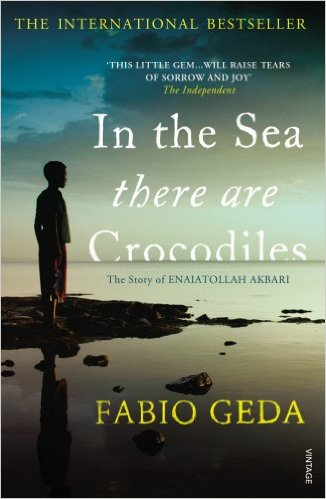 THE INTERNATIONAL BESTSELLER
'THIS LITTLE GEM...WILL RAISE TEARS
OF SORROW AND JOY'
The Independent
In the Sea
there are
Crocodiles
The Story of ENAIATOLLAH AKBARI
FABIO GEDA
VINTAGE